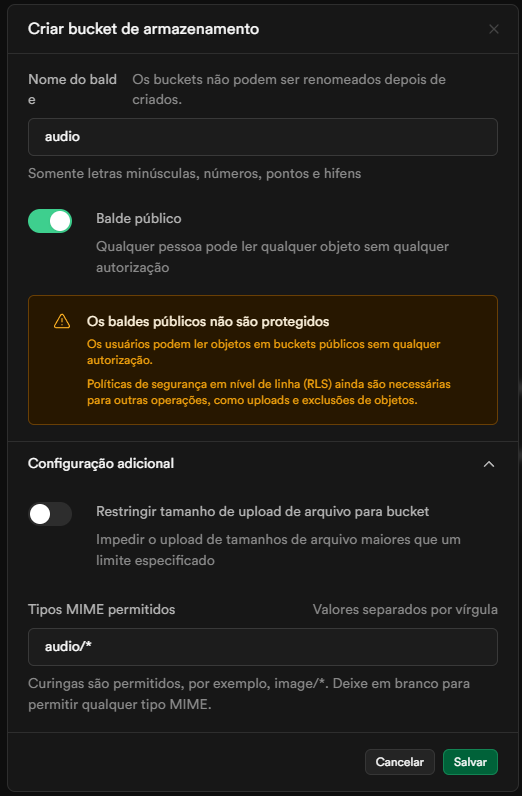 Criar bucket de armazenamento
Nome do bald
e
Os buckets não podem ser renomeados depois de
criados.
audio
Somente letras minúsculas, números, pontos e hifens
Balde público
Qualquer pessoa pode ler qualquer objeto sem qualquer
autorização
Os baldes públicos não são protegidos
Os usuários podem ler objetos em buckets públicos sem qualquer
autorização.
Políticas de segurança em nível de linha (RLS) ainda são necessárias
para outras operações, como uploads e exclusões de objetos.
Configuração adicional
Restringir tamanho de upload de arquivo para bucket
Impedir o upload de tamanhos de arquivo maiores que um
limite especificado
Tipos MIME permitidos
Valores separados por vírgula
audio/*
Curingas são permitidos, por exemplo, image/*. Deixe em branco para
permitir qualquer tipo MIME.
Cancelar
Salvar